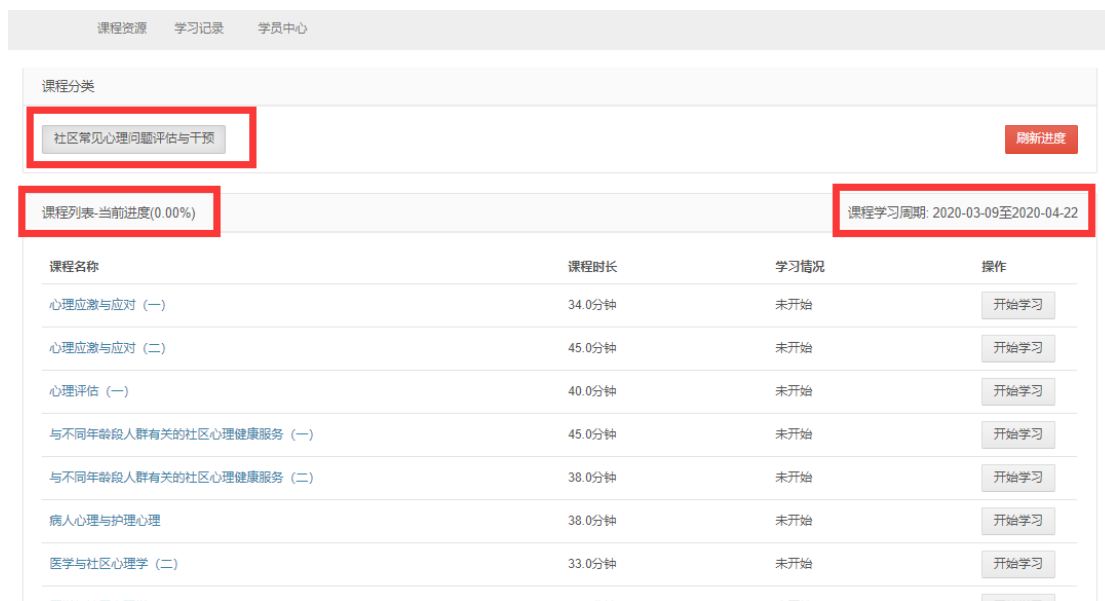 课程资源 学习记录 学员中心
课程分类
社区常见心理问题评估与干预 刷新进度
课程列表-当前进度(0.00%) 课程学习周期: 2020-03-09至2020-04-22
课程名称 课程时长 学习情况 操作
心理应激与应对（一） 34.0分钟 未开始 开始学习
心理应激与应对（二） 45.0分钟 未开始 开始学习
心理评估（一） 40.0分钟 未开始 开始学习
与不同年龄段人群有关的社区心理健康服务（一） 45.0分钟 未开始 开始学习
与不同年龄段人群有关的社区心理健康服务（二） 38.0分钟 未开始 开始学习
病人心理与护理心理 38.0分钟 未开始 开始学习
医学与社区心理学（二） 33.0分钟 未开始 开始学习